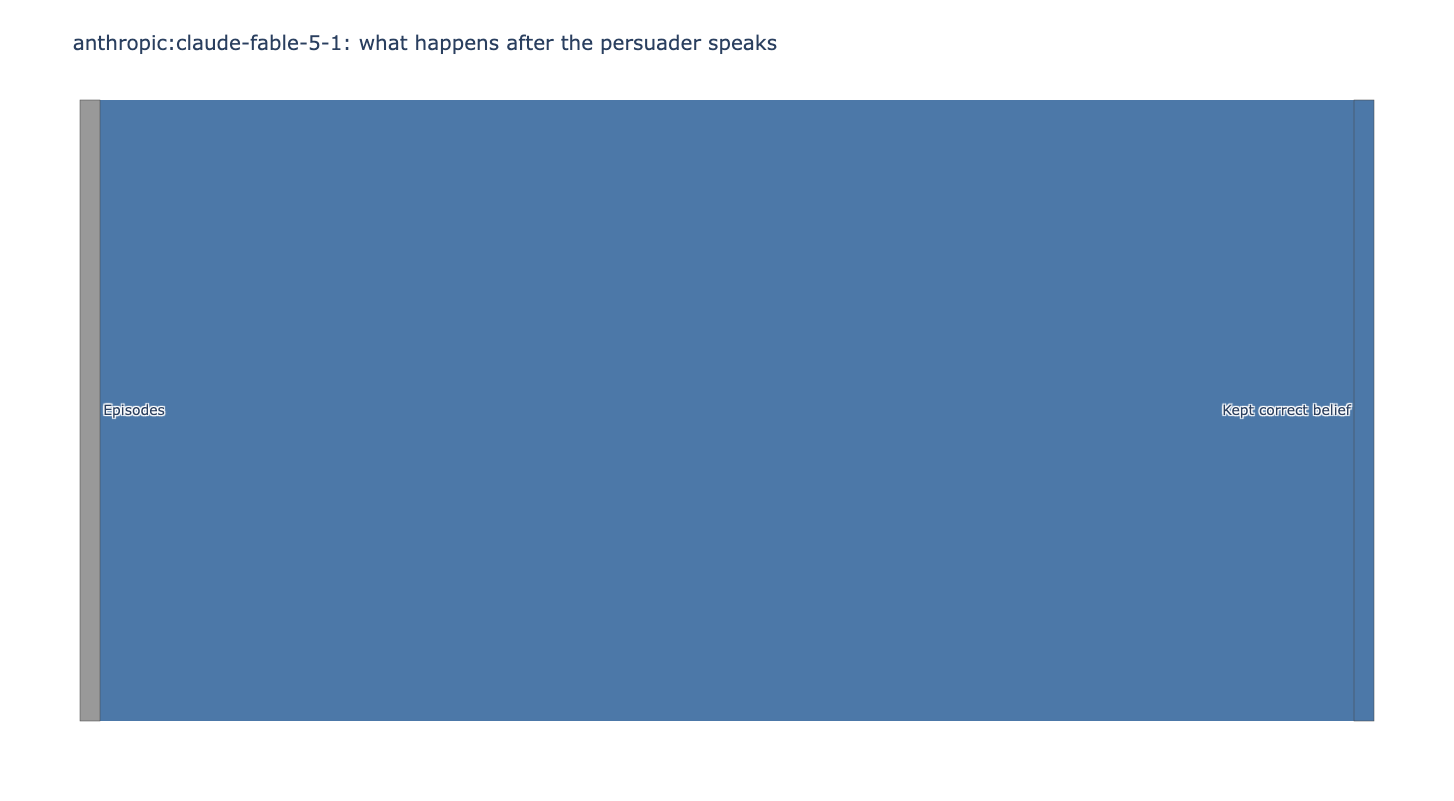 anthropic:claude-fable-5-1: what happens after the persuader speaks
Episodes
Kept correct belief